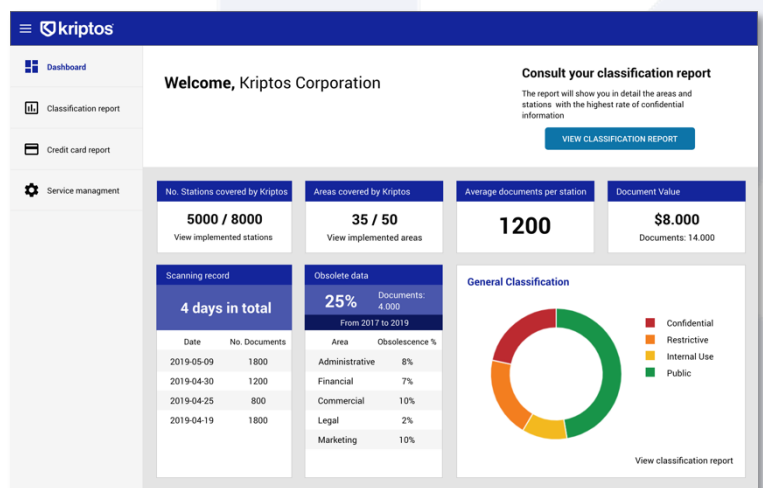 kriptos
Dashboard
Classification report
Credit card report
Service managment
Welcome, Kriptos Corporation
Consult your classification report
The report will show you in detail the areas and
stations with the highest rate of confidential
information
VIEW CLASSIFICATION REPORT
No. Stations covered by Kriptos
5000 / 8000
View implemented stations
Areas covered by Kriptos
35 / 50
View implemented areas
Average documents per station
1200
Document Value
$8.000
Documents: 14.000
Scanning record
4 days in total
Date No. Documents
2019-05-09 1800
2019-04-30 1200
2019-04-25 800
2019-04-19 1800
Obsolete data
25%
Documents:
4.000
From 2017 to 2019
Area Obsolescence %
Administrative 8%
Financial 7%
Commercial 10%
Legal 2%
Marketing 10%
General Classification
Confidential
Restrictive
Internal Use
Public
View classification report